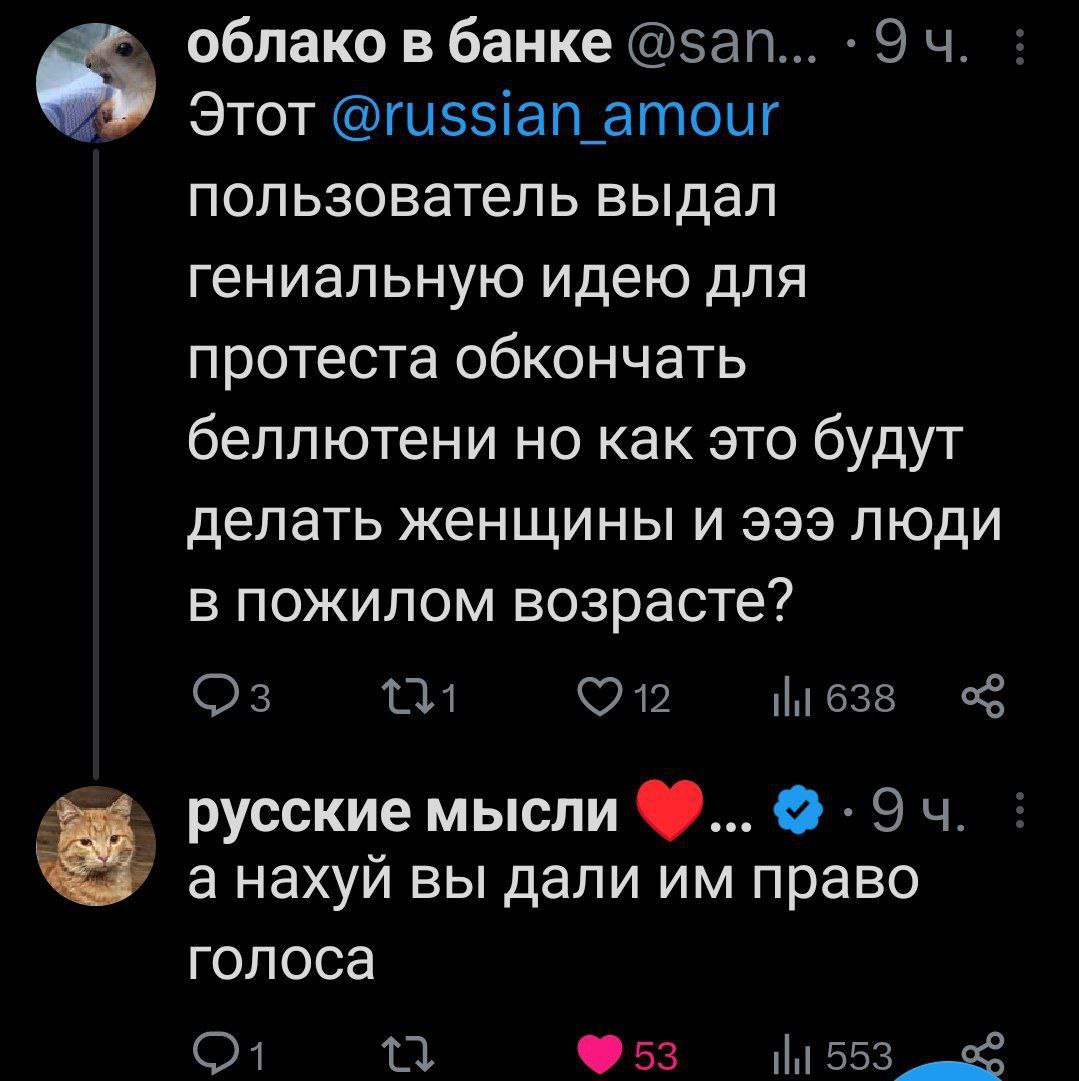 облако в банке @san... · 9 ч.
Этот @russian_amour
пользователь выдал
гениальную идею для
протеста обкончать
беллютени но как это будут
делать женщины и эээ люди
в пожилом возрасте?
3 1 12 638
русские мысли ❤️... · 9 ч.
а нахуй вы дали им право
голоса
1 53 553